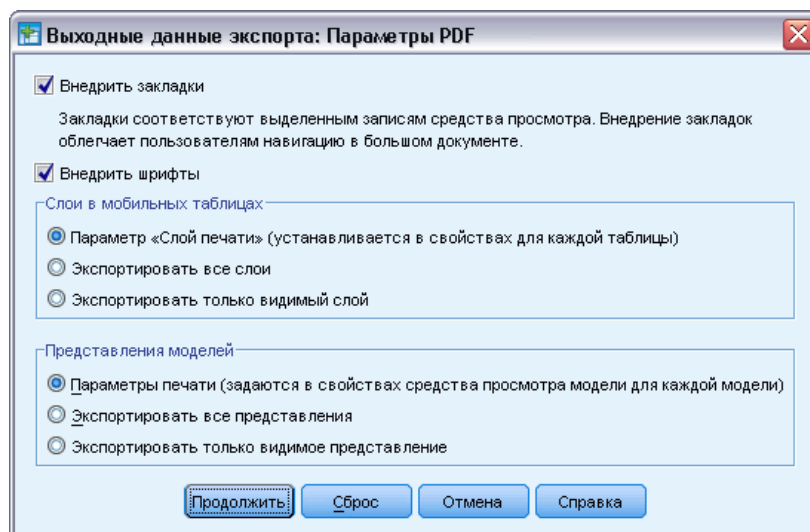 Выходные данные экспорта: Параметры PDF
Внедрить закладки
Закладки соответствуют выделенным записям средства просмотра. Внедрение закладок
облегчает пользователям навигацию в большом документе.
Внедрить шрифты
Слои в мобильных таблицах
Параметр «Слой печати» (устанавливается в свойствах для каждой таблицы)
Экспортировать все слои
Экспортировать только видимый слой
Представления моделей
Параметры печати (задаются в свойствах средства просмотра модели для каждой модели)
Экспортировать все представления
Экспортировать только видимое представление
Продолжить Сброс Отмена Справка